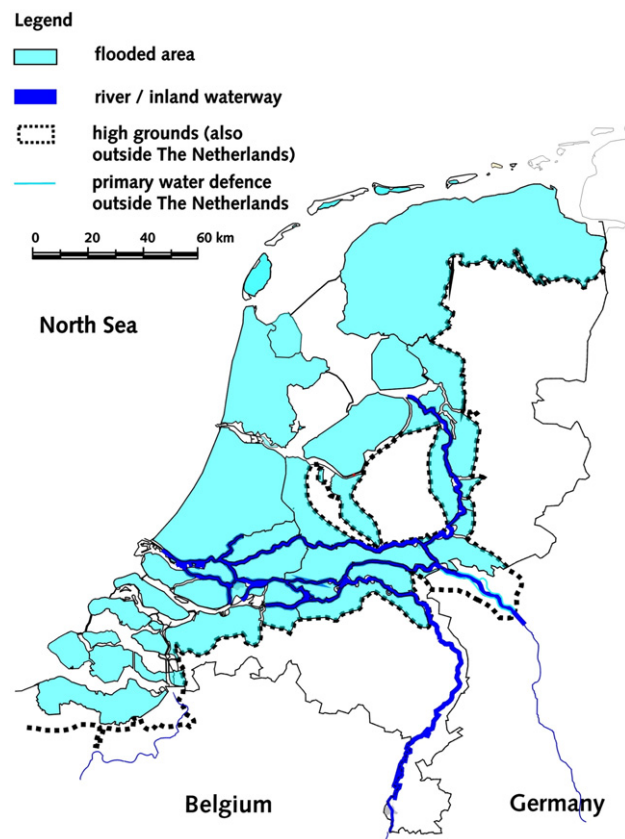 Legend
flooded area
river / inland waterway
high grounds (also
outside The Netherlands)
primary water defence
outside The Netherlands
0 20 40 60 km
North Sea
Belgium
Germany